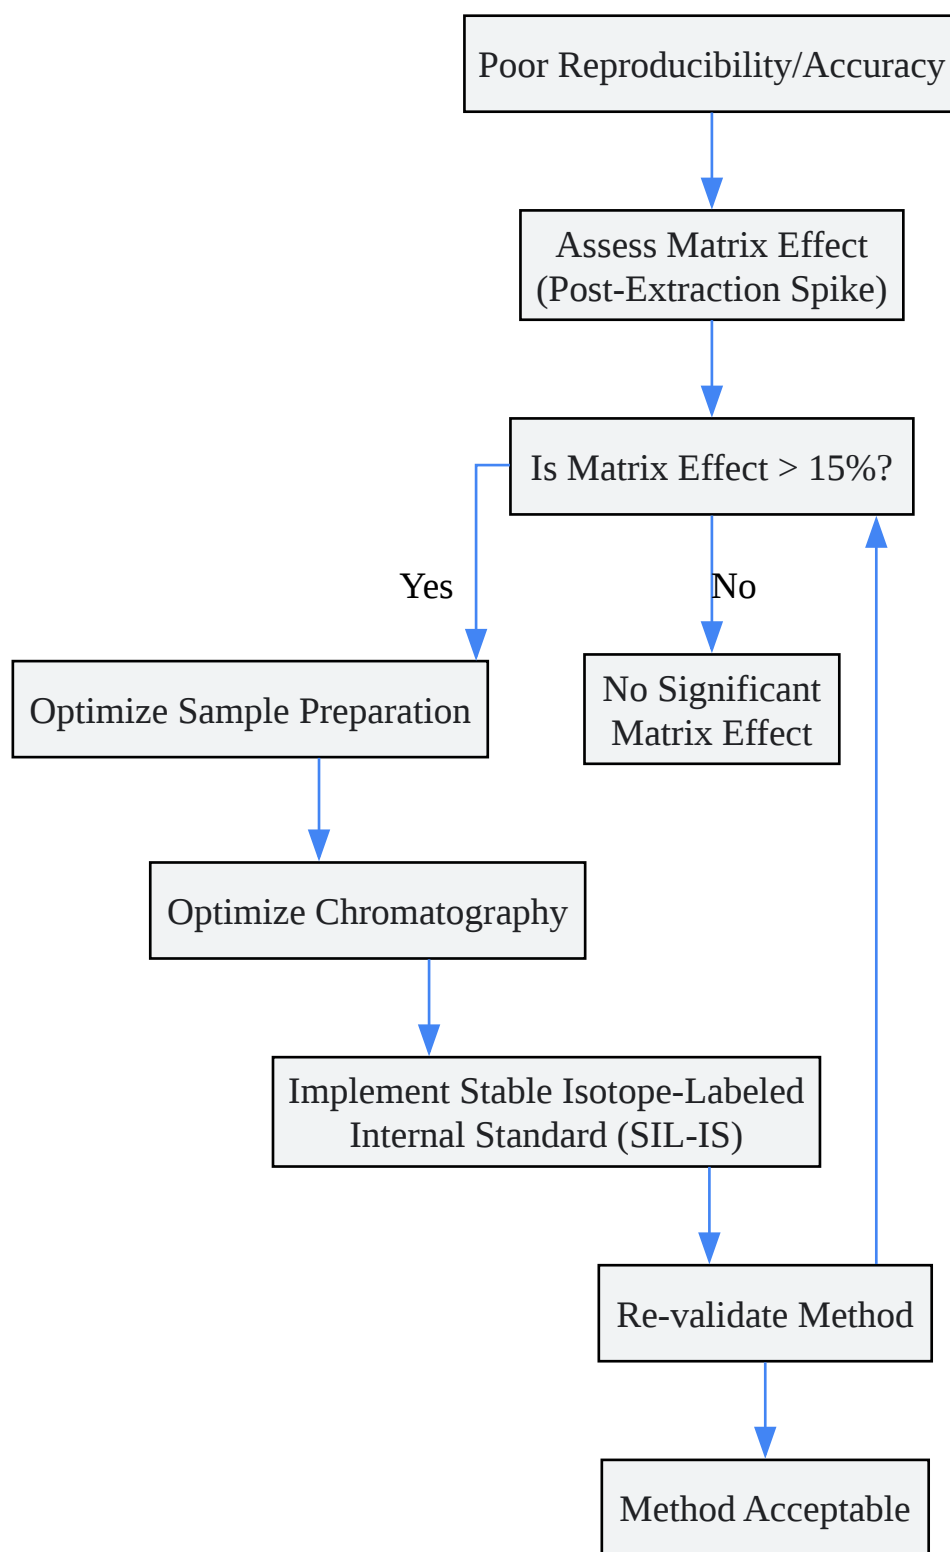 Poor Reproducibility/Accuracy
Assess Matrix Effect
(Post-Extraction Spike)
Is Matrix Effect > 15%?
Yes
No
Optimize Sample Preparation
No Significant
Matrix Effect
Optimize Chromatography
Implement Stable Isotope-Labeled
Internal Standard (SIL-IS)
Re-validate Method
Method Acceptable